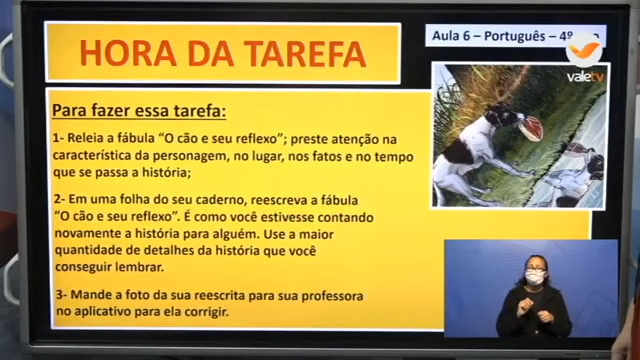 HORA DA TAREFA
Aula 6 – Português – 4º
valetv
Para fazer essa tarefa:
1- Releia a fábula “O cão e seu reflexo”; preste atenção na
característica da personagem, no lugar, nos fatos e no tempo
que se passa a história;
2- Em uma folha do seu caderno, reescreva a fábula
“O cão e seu reflexo”. É como você estivesse contando
novamente a história para alguém. Use a maior
quantidade de detalhes da história que você
conseguir lembrar.
3- Mande a foto da sua reescrita para sua professora
no aplicativo para ela corrigir.